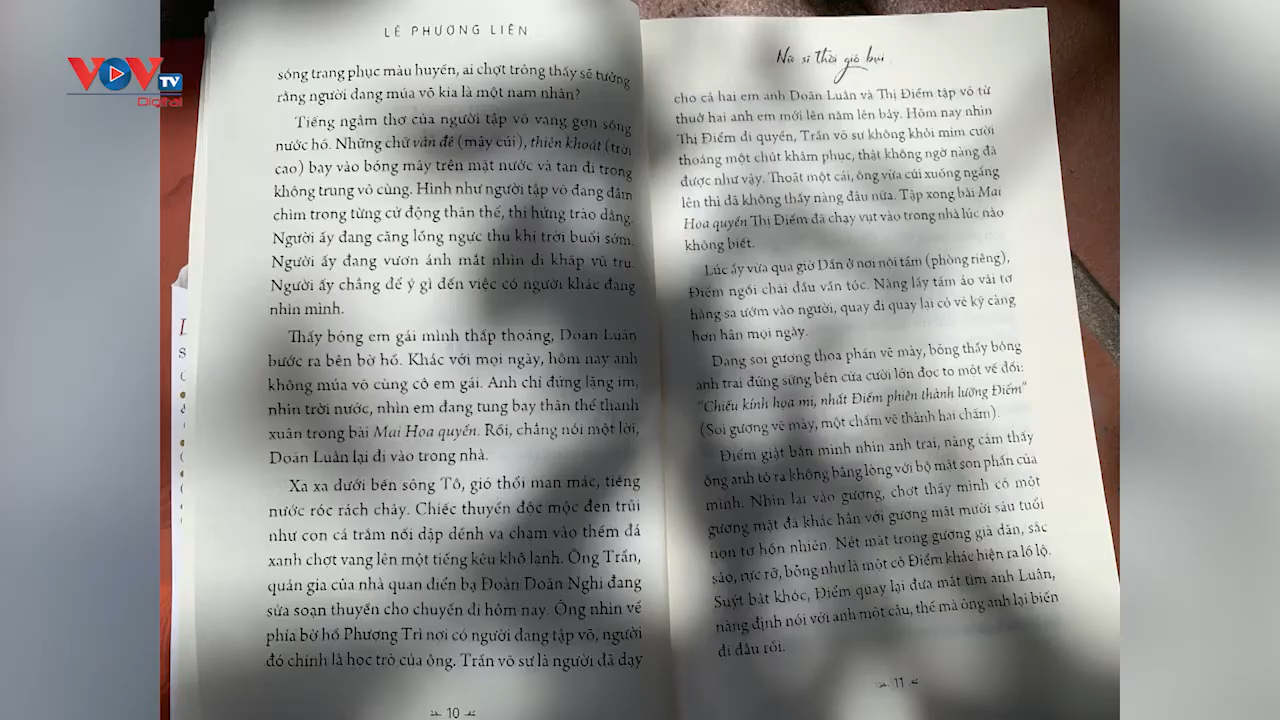 VOV TV
Digital
LÊ PHƯƠNG LIÊN
sóng trang phục màu huyền, ai chợt trông thấy sẽ tưởng
rằng người đang múa võ kia là một nam nhân?
Tiếng ngâm thơ của người tập võ vang gợn sóng
nước hồ. Những chữ vân đê (mây cúi), thiên khoát (trời
cao) bay vào bóng mây trên mặt nước và tan đi trong
không trung vô cùng. Hình như người tập võ đang đắm
chìm trong từng cử động thân thể, thi hứng trào dâng.
Người ấy đang căng lồng ngực thu khí trời buổi sớm.
Người ấy đang vươn ánh mắt nhìn đi khắp vũ trụ.
Người ấy chẳng để ý gì đến việc có người khác đang
nhìn mình.
Thấy bóng em gái mình thấp thoáng, Doãn Luân
bước ra bên bờ hồ. Khác với mọi ngày, hôm nay anh
không múa võ cùng cô em gái. Anh chỉ đứng lặng im,
nhìn trời nước, nhìn em đang tung bay thân thể thanh
xuân trong bài Mai Hoa quyền. Rồi, chẳng nói một lời,
Doãn Luân lại đi vào trong nhà.
Xa xa dưới bến sông Tô, gió thổi man mác, tiếng
nước róc rách chảy. Chiếc thuyền độc mộc đen trũi
như con cá trắm nổi dập dềnh va chạm vào thềm đá
xanh chợt vang lên một tiếng kêu khô lạnh. Ông Trần,
quản gia của nhà quan điển bạ Đoàn Doãn Nghi đang
sửa soạn thuyền cho chuyến đi hôm nay. Ông nhìn về
phía bờ hồ Phượng Trì nơi có người đang tập võ, người
đó chính là học trò của ông. Trần võ sư là người đã dạy
10
Nữ sĩ thời gió bụi
cho cả hai em anh Doãn Luân và Thị Điểm tập võ từ
thuở hai anh em mới lên năm lên bảy. Hôm nay nhìn
Thị Điểm đi quyền, Trần võ sư không khỏi mỉm cười
thoáng một chút khâm phục, thật không ngờ nàng đã
được như vậy. Thoắt một cái, ông vừa cúi xuống ngẩng
lên thì đã không thấy nàng đâu nữa. Tập xong bài Mai
Hoa quyền Thị Điểm đã chạy vụt vào trong nhà lúc nào
không biết.
Lúc ấy vừa qua giờ Dần ở nơi nội tẩm (phòng riêng),
Điểm ngồi chải đầu vấn tóc. Nàng lấy tấm áo vải tơ
hàng sa ướm vào người, quay đi quay lại có vẻ kỹ càng
hơn hẳn mọi ngày.
Đang soi gương thoa phấn vẽ mày, bỗng thấy bóng
anh trai đứng sững bên cửa cười lớn đọc to một vế đối:
"Chiếu kính họa mi, nhất Điểm phiên thành lưỡng Điểm"
(Soi gương vẽ mày, một chấm vẽ thành hai chấm).
Điểm giật bắn mình nhìn anh trai, nàng cảm thấy
ông anh tỏ ra không bằng lòng với bộ mặt son phấn của
mình. Nhìn lại vào gương, chợt thấy mình có một
gương mặt đã khác hẳn với gương mặt mười sáu tuổi
non tơ hồn nhiên. Nét mặt trong gương già dặn, sắc
sảo, rực rỡ, bỗng như là một cô Điểm khác hiện ra lồ lộ.
Suýt bật khóc, Điểm quay lại đưa mắt tìm anh Luân,
nàng định nói với anh một câu, thế mà ông anh lại biến
đi đâu rồi.
11